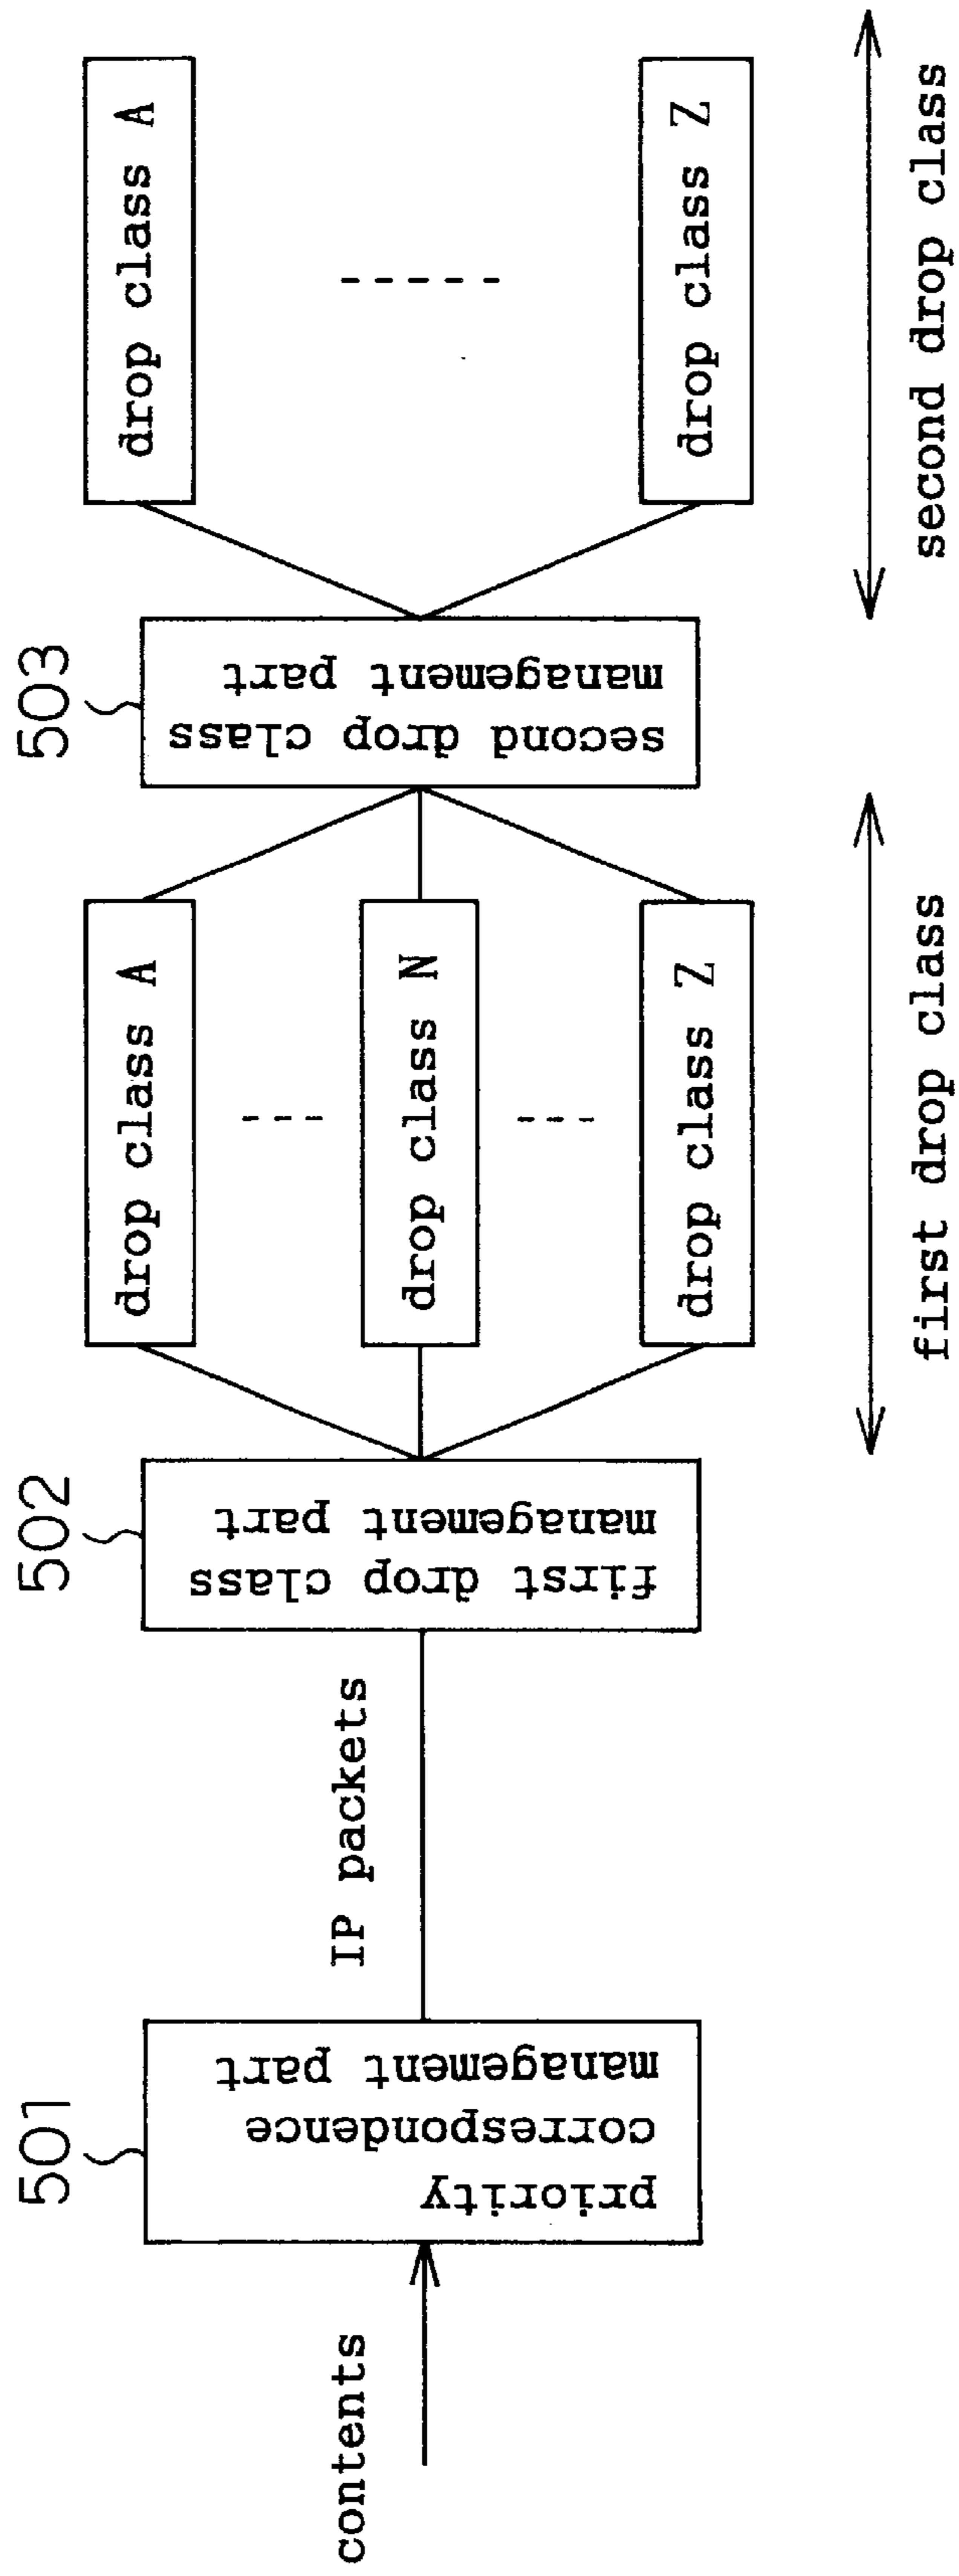 contents
501
priority
correspondence
management part
IP packets
502
first drop class
management part
drop class A
drop class N
drop class Z
first drop class
503
second drop class
management part
drop class A
drop class Z
second drop class